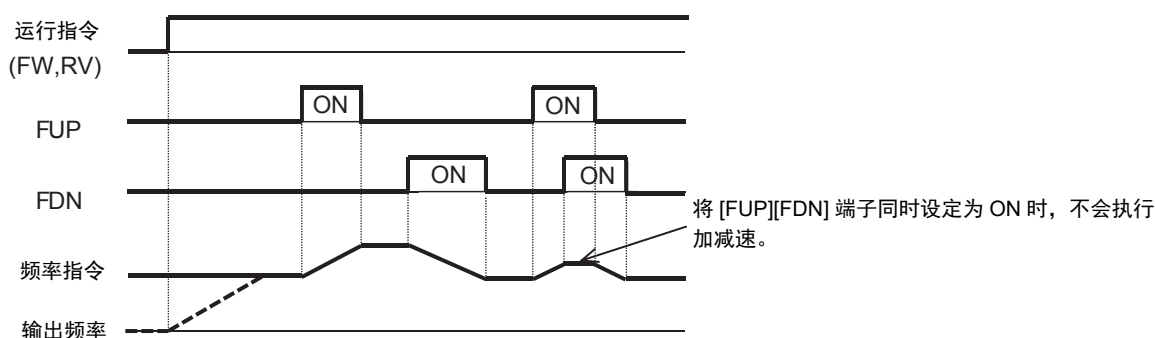 运行指令
(FW,RV)
ON
ON
FUP
ON
ON
FDN
将 [FUP][FDN] 端子同时设定为 ON 时，不会执行
加减速。
频率指令
输出频率